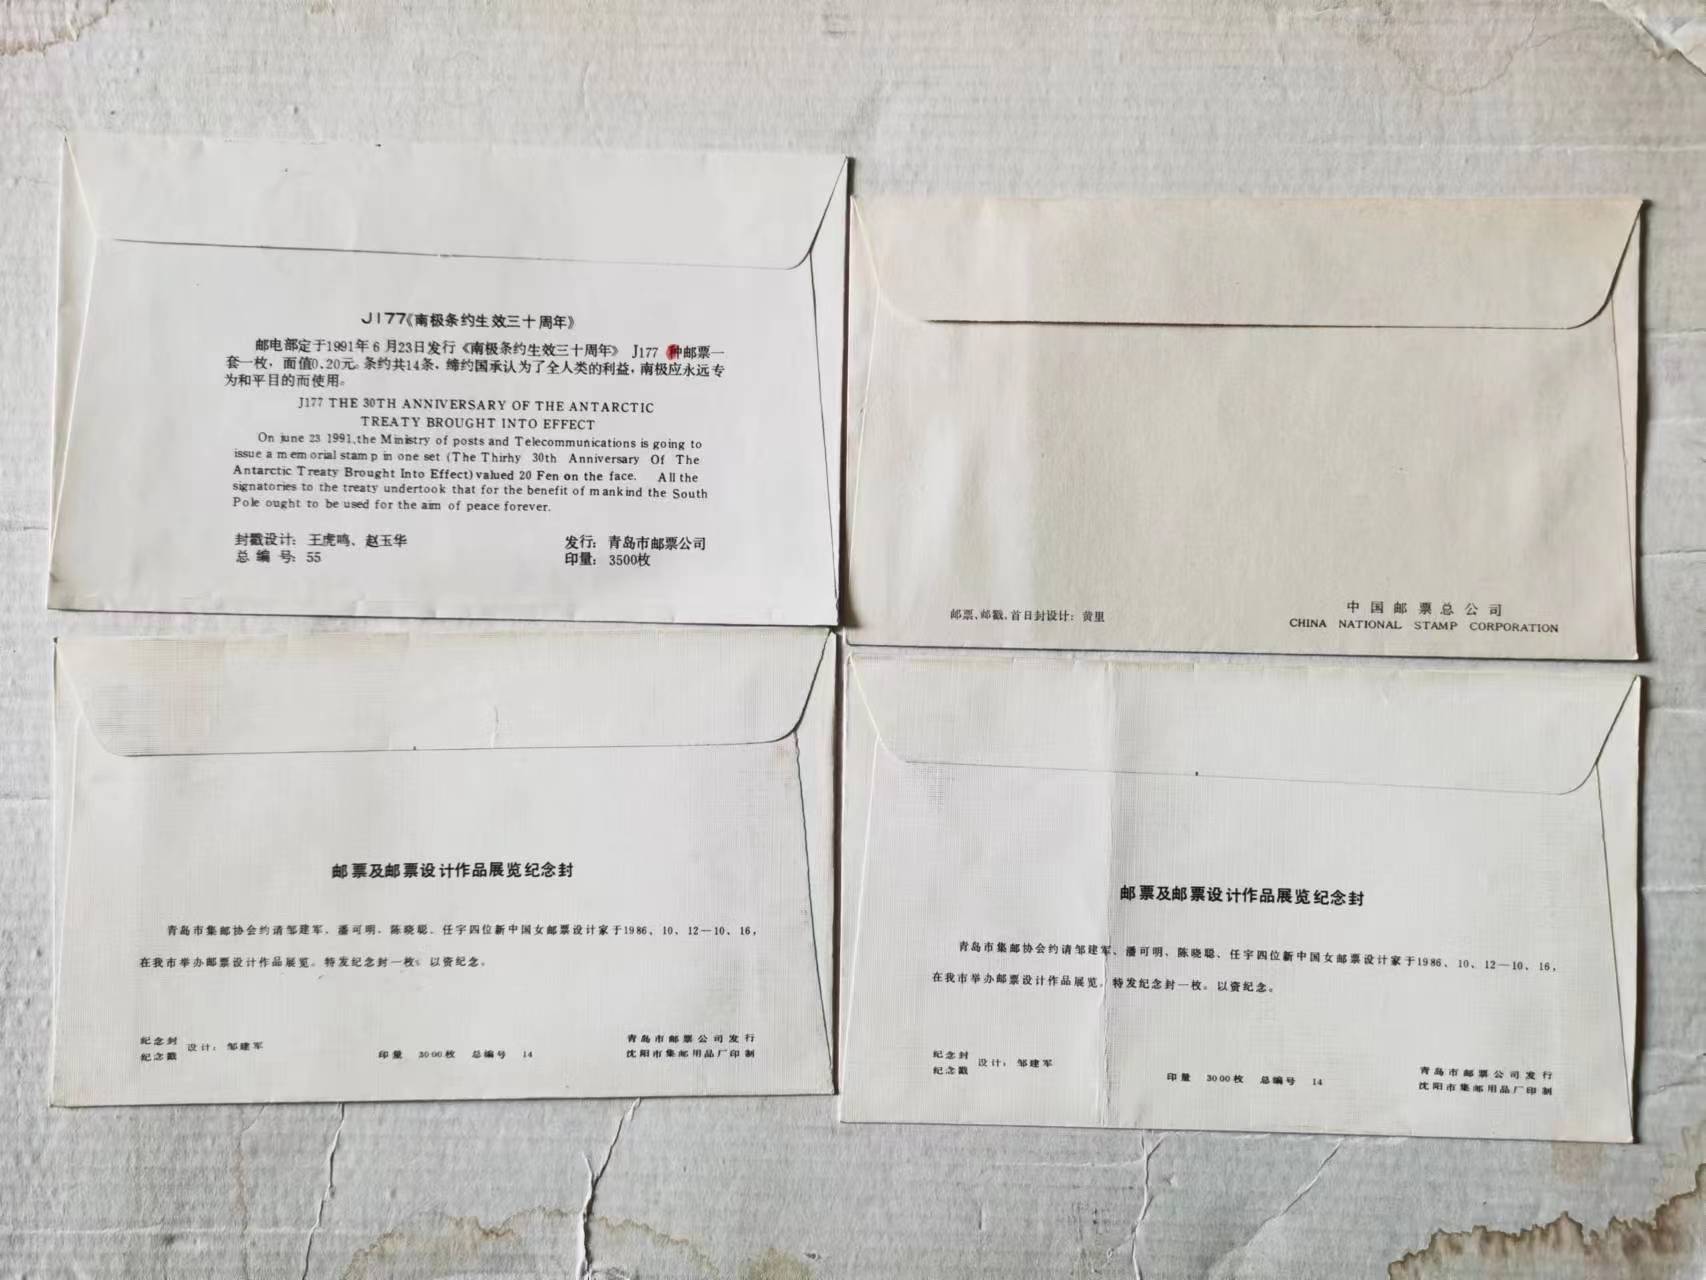 J177《南极条约生效三十周年》
邮电部定于1991年6月23日发行《南极条约生效三十周年》 J177 种邮票一
套一枚，面值0.20元。条约共14条，缔约国承认为了全人类的利益，南极应永远专
为和平目的而使用。
J177 THE 30TH ANNIVERSARY OF THE ANTARCTIC
TREATY BROUGHT INTO EFFECT
On june 23 1991,the Ministry of posts and Telecommunications is going to
issue a memorial stamp in one set (The Thirhy 30th Anniversary Of The
Antarctic Treaty Brought Into Effect) valued 20 Fen on the face. All the
signatories to the treaty undertook that for the benefit of mankind the South
Pole ought to be used for the aim of peace forever.
封戳设计：王虎鸣、赵玉华
总编号：55
发行：青岛市邮票公司
印量：3500枚
邮票、邮戳、首日封设计：黄里
中国邮票总公司
CHINA NATIONAL STAMP CORPORATION
邮票及邮票设计作品展览纪念封
青岛市集邮协会约请邹建军、潘可明、陈晓聪、任宇四位新中国女邮票设计家于1986、10、12—10、16，
在我市举办邮票设计作品展览。特发纪念封一枚。以资纪念。
纪念封
纪念戳
设计：邹建军
印量 3000枚 总编号 14
青岛市邮票公司发行
沈阳市集邮用品厂印制
邮票及邮票设计作品展览纪念封
青岛市集邮协会约请邹建军、潘可明、陈晓聪、任宇四位新中国女邮票设计家于1986、10、12—10、16，
在我市举办邮票设计作品展览。特发纪念封一枚。以资纪念。
纪念封
纪念戳
设计：邹建军
印量 3000枚 总编号 14
青岛市邮票公司发行
沈阳市集邮用品厂印制